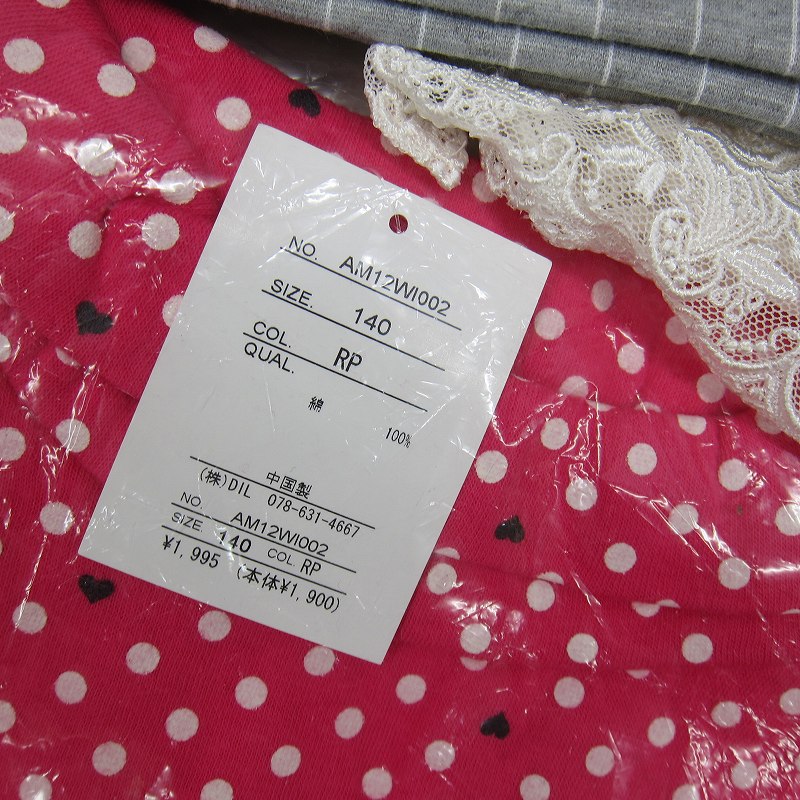 NO. AM12WI002
SIZE. 140
COL. RP
QUAL.
綿
100%
中国製
(株)DIL 078-631-4667
NO. AM12WI002
SIZE. 140 COL. RP
¥1,995 (本体¥1,900)